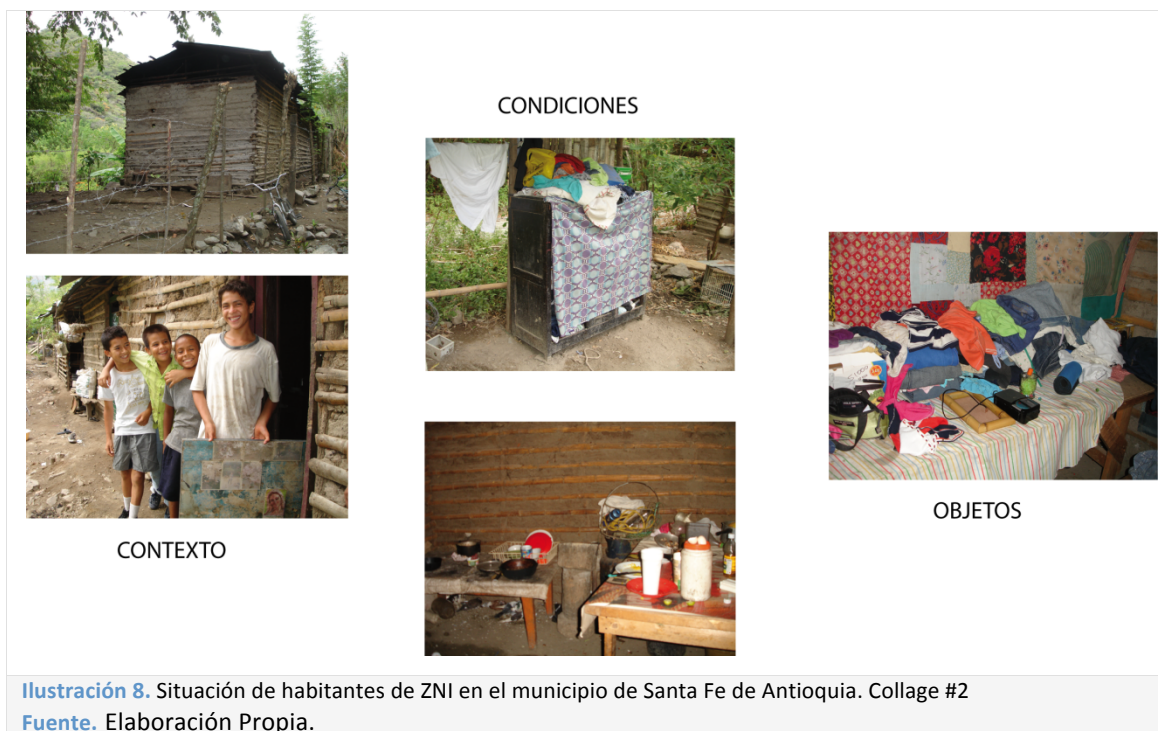 CONDICIONES
CONTEXTO
OBJETOS
Ilustración 8. Situación de habitantes de ZNI en el municipio de Santa Fe de Antioquia. Collage #2
Fuente. Elaboración Propia.